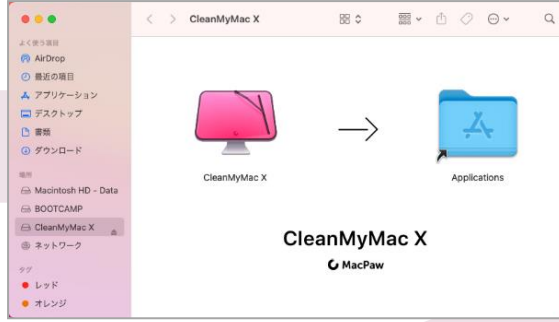 CleanMyMac X
よく使う項目
AirDrop
最近の項目
アプリケーション
デスクトップ
書類
ダウンロード
場所
Macintosh HD - Data
BOOTCAMP
CleanMyMac X
ネットワーク
タグ
レッド
オレンジ
CleanMyMac X
Applications
CleanMyMac X
MacPaw